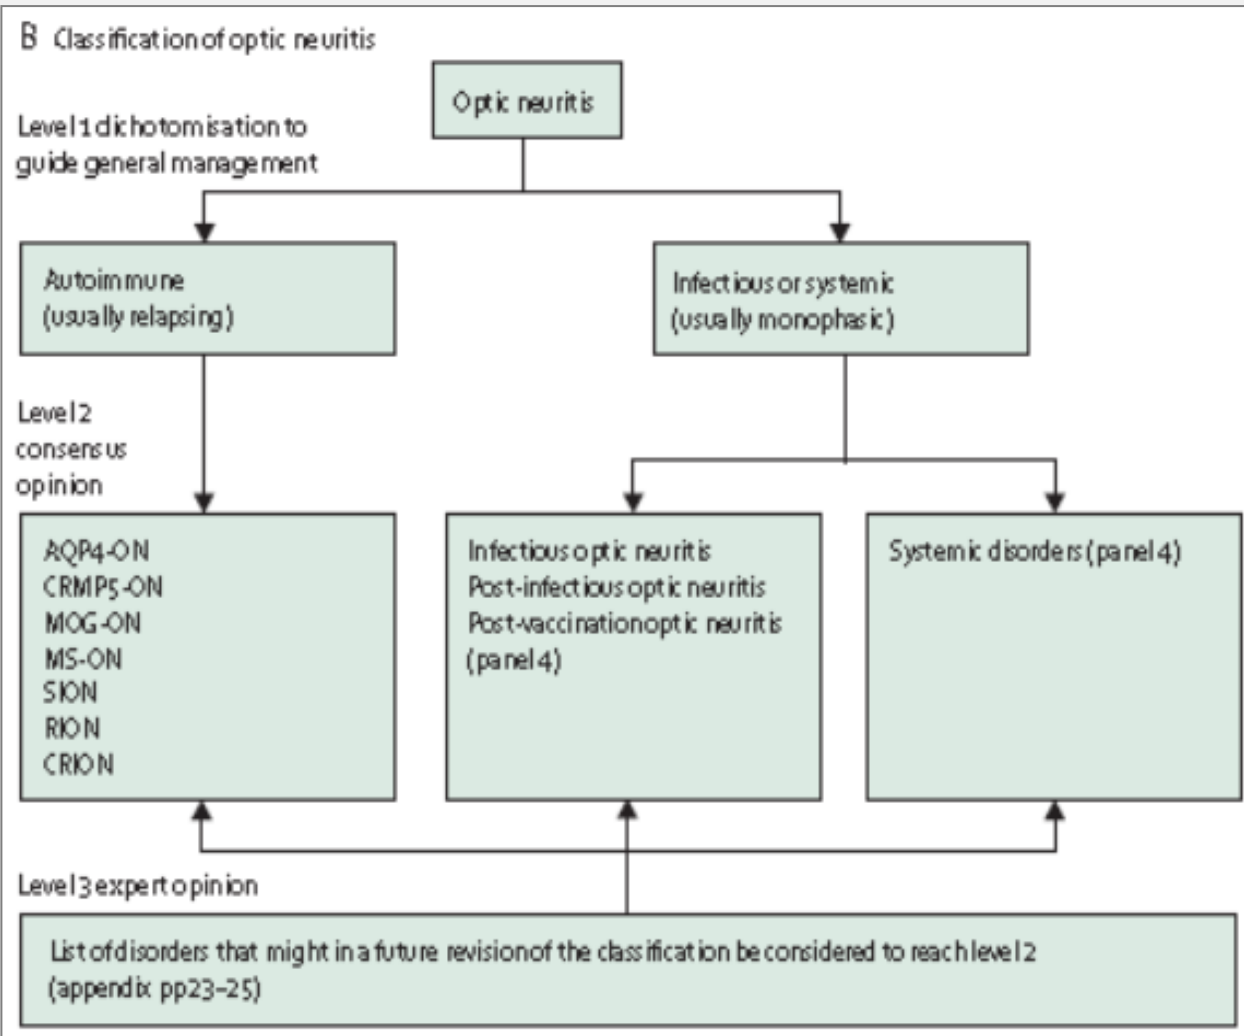 B Classification of optic neuritis
Optic neuritis
Level 1 dichotomisation to
guide general management
Autoimmune
(usually relapsing)
Infectious or systemic
(usually monophasic)
Level 2
consensus
opinion
AQP4-ON
CRMP5-ON
MOG-ON
MS-ON
SION
RION
CRION
Infectious optic neuritis
Post-infectious optic neuritis
Post-vaccination optic neuritis
(panel 4)
Systemic disorders (panel 4)
Level 3 expert opinion
List of disorders that might in a future revision of the classification be considered to reach level 2
(appendix pp 23–25)